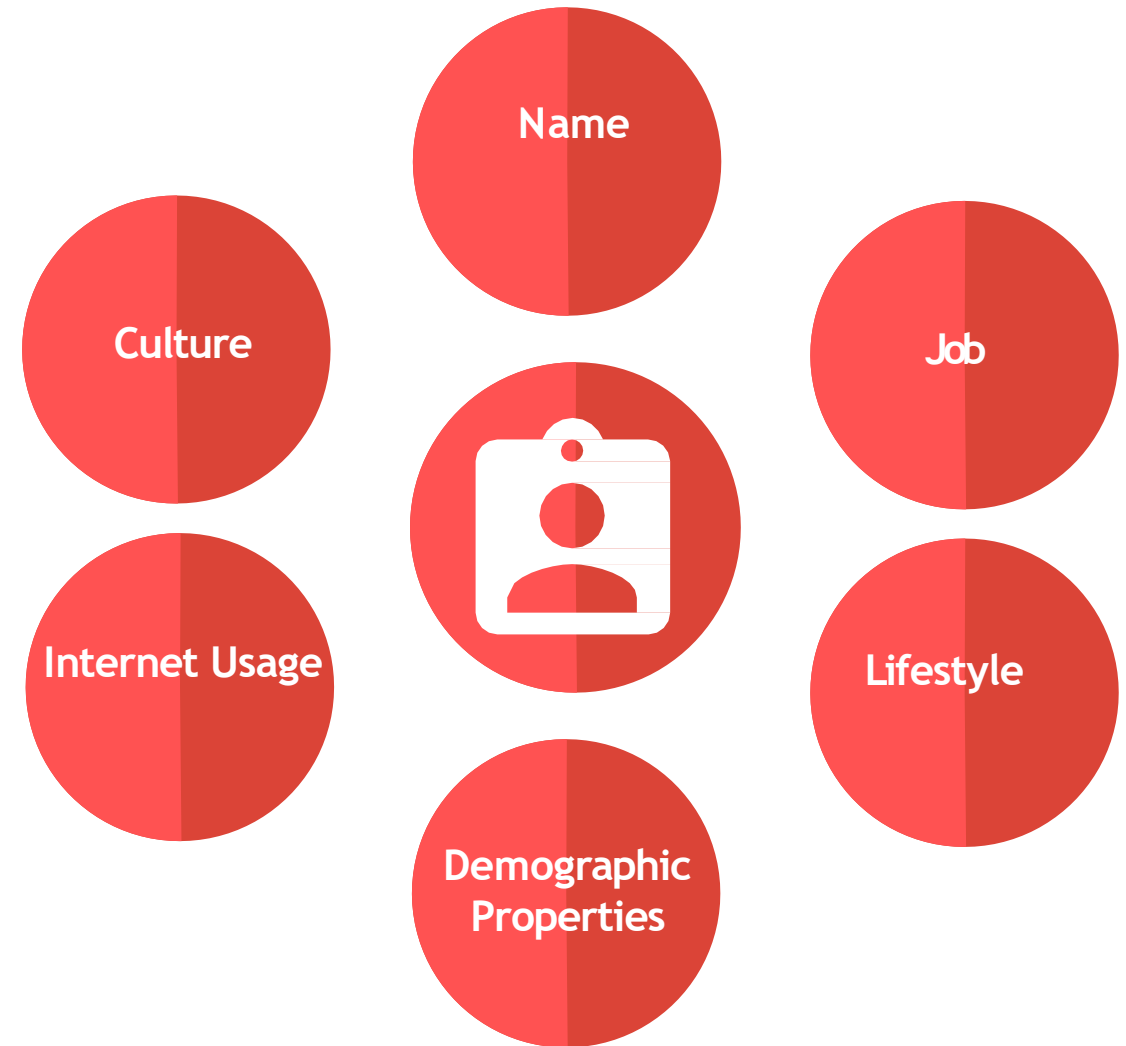 Name
Culture
Job
Internet Usage
Lifestyle
Demographic
Properties